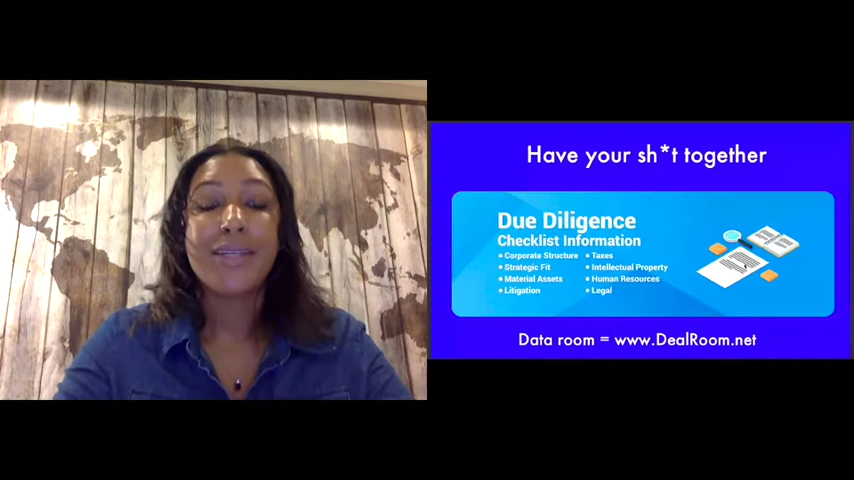 Have your sh*t together
Due Diligence
Checklist Information
• Corporate Structure • Taxes
• Strategic Fit • Intellectual Property
• Material Assets • Human Resources
• Litigation • Legal
Data room = www.DealRoom.net